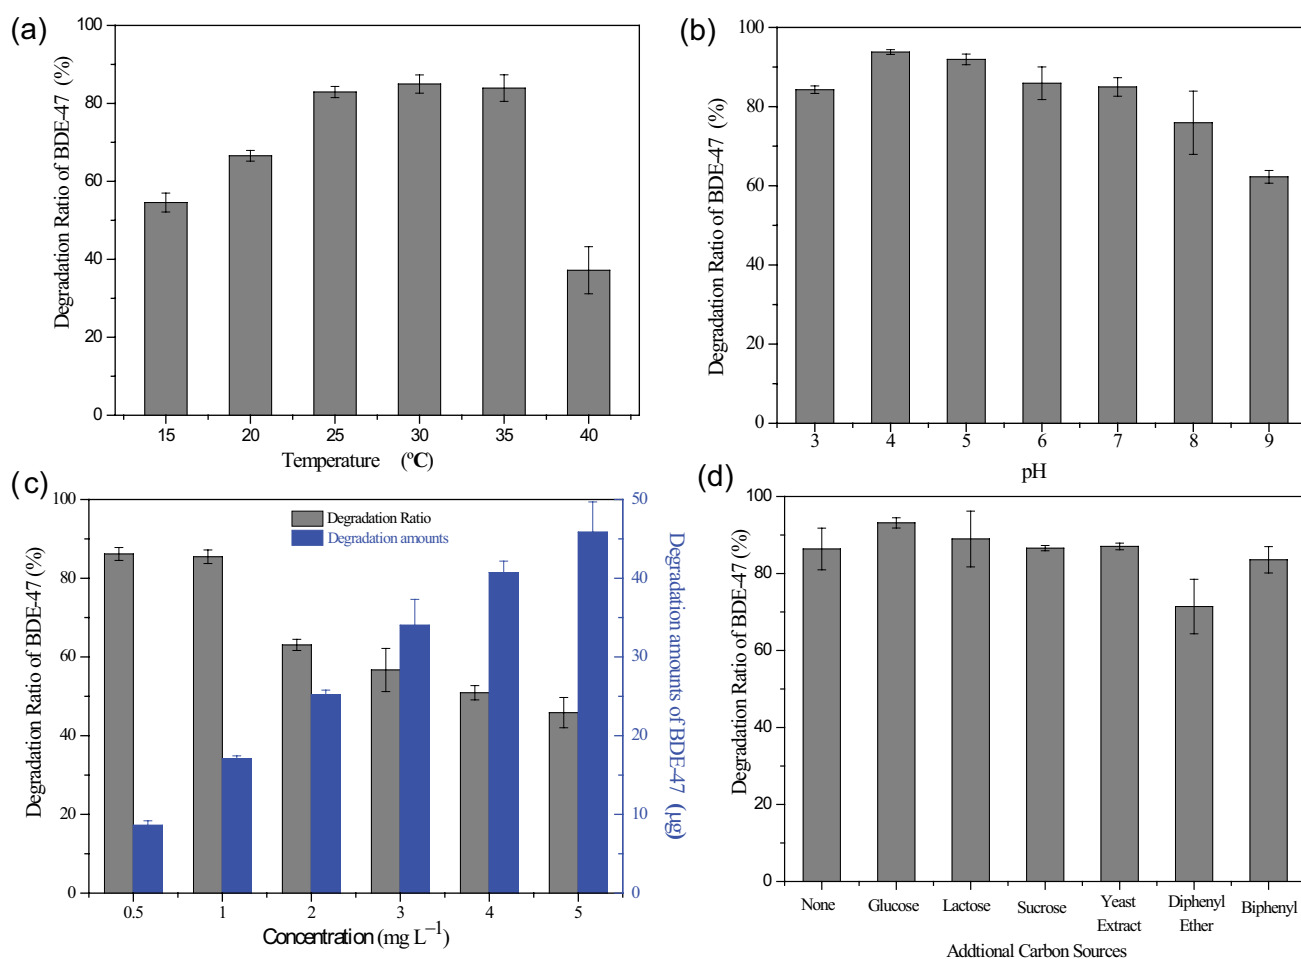 (a)
Degradation Ratio of BDE-47 (%)
100
80
60
40
20
0
15 20 25 30 35 40
Temperature (ºC)
(b)
Degradation Ratio of BDE-47 (%)
100
80
60
40
20
0
3 4 5 6 7 8 9
pH
(c)
Degradation Ratio of BDE-47 (%)
100
80
60
40
20
0
Degradation Ratio
Degradation amounts
50
40
30
20
10
0
Degradation amounts of BDE-47 (μg)
0.5 1 2 3 4 5
Concentration (mg L⁻¹)
(d)
Degradation Ratio of BDE-47 (%)
100
80
60
40
20
0
None Glucose Lactose Sucrose Yeast Diphenyl Biphenyl
Extract Ether
Addtional Carbon Sources